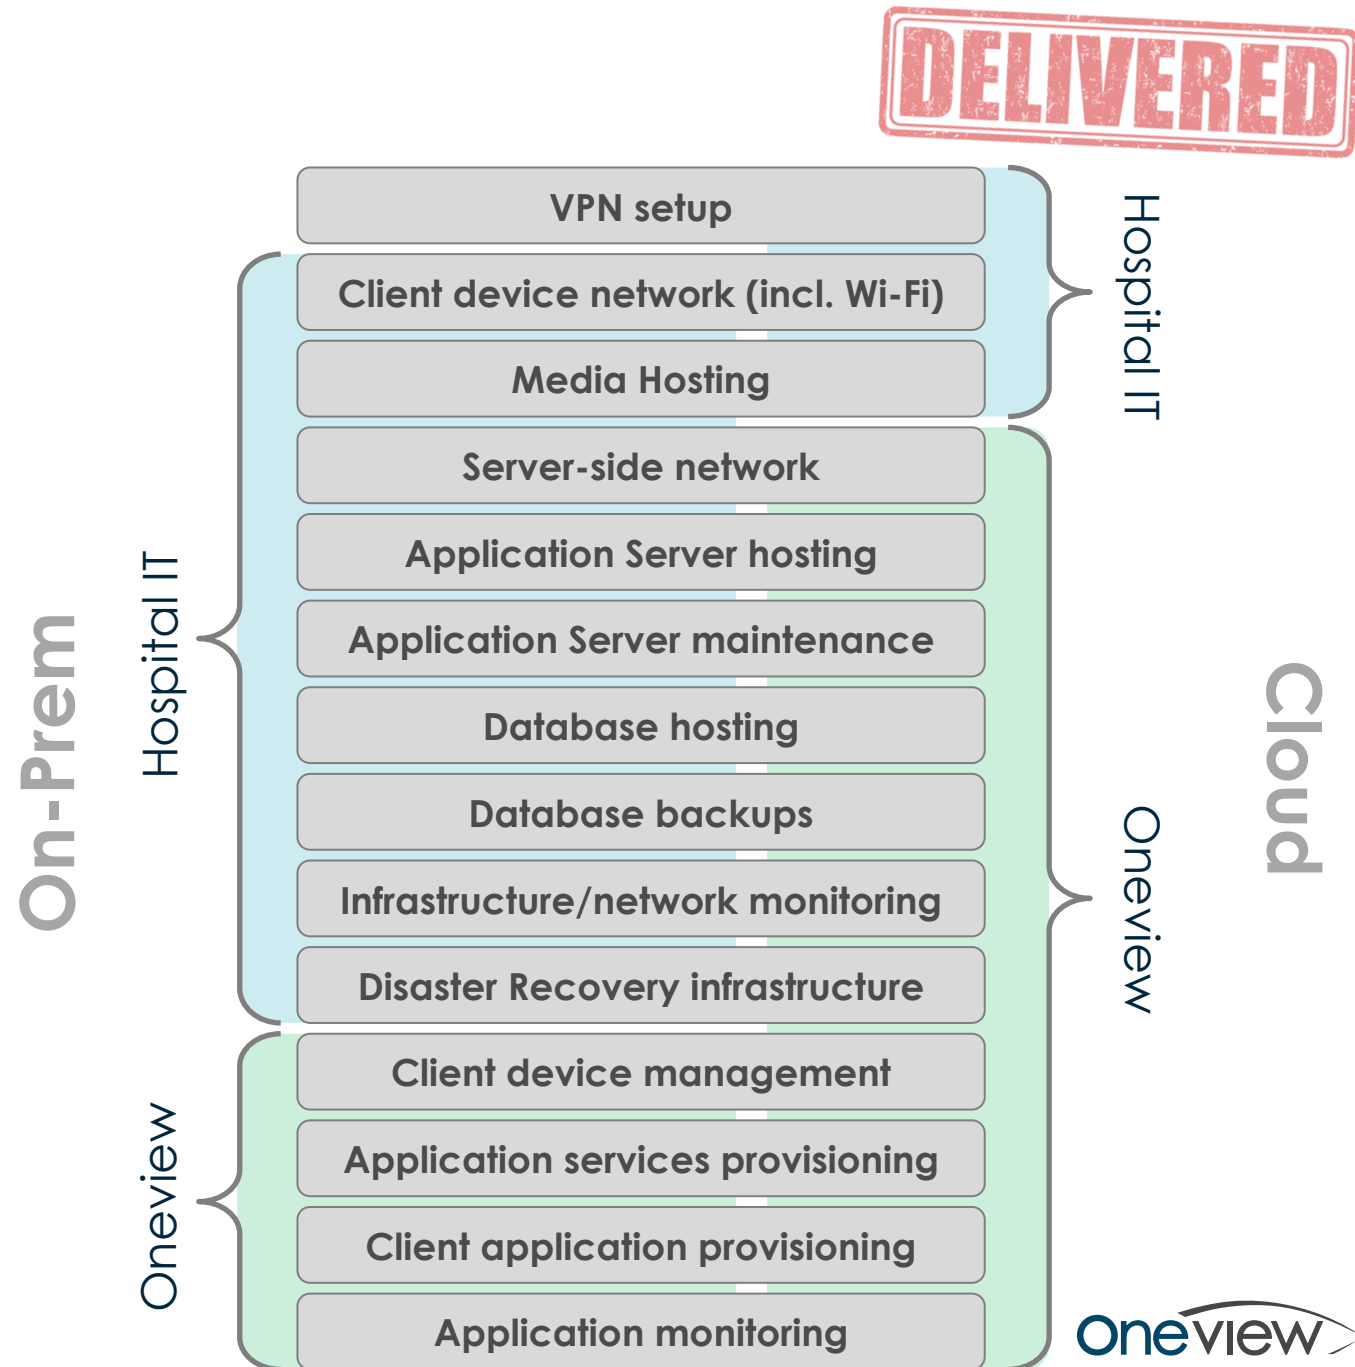 DELIVERED
VPN setup
Client device network (incl. Wi-Fi)
Media Hosting
Server-side network
Application Server hosting
Application Server maintenance
Database hosting
Database backups
Infrastructure/network monitoring
Disaster Recovery infrastructure
Client device management
Application services provisioning
Client application provisioning
Application monitoring
On-Prem
Hospital IT
Oneview
Hospital IT
Oneview
Cloud
oneview